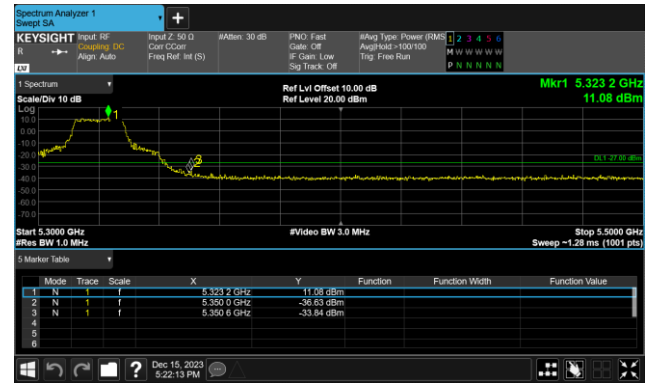 Spectrum Analyzer 1
Swept SA
+
KEYSIGHT Input: RF Input Z: 50 Ω #Atten: 30 dB PNO: Fast #Avg Type: Power (RMS 1 2 3 4 5 6
R Coupling: DC Corr CCorr Gate: Off Avg|Hold:>100/100 M W W W W W
Align: Auto Freq Ref: Int (S) IF Gain: Low Trig: Free Run
LXI Sig Track: Off P N N N N N
1 Spectrum Ref Lvl Offset 10.00 dB Mkr1 5.323 2 GHz
Scale/Div 10 dB Ref Level 20.00 dBm 11.08 dBm
Log
1
10.0
0.00
-10.0
-20.0
DL1 -27.00 dBm
-30.0
-40.0
-50.0
-60.0
-70.0
Start 5.3000 GHz #Video BW 3.0 MHz Stop 5.5000 GHz
#Res BW 1.0 MHz Sweep ~1.28 ms (1001 pts)
5 Marker Table
Mode Trace Scale X Y Function Function Width Function Value
1 N 1 f 5.323 2 GHz 11.08 dBm
2 N 1 f 5.350 0 GHz -36.63 dBm
3 N 1 f 5.350 6 GHz -33.84 dBm
4
5
6
? Dec 15, 2023
5:22:13 PM